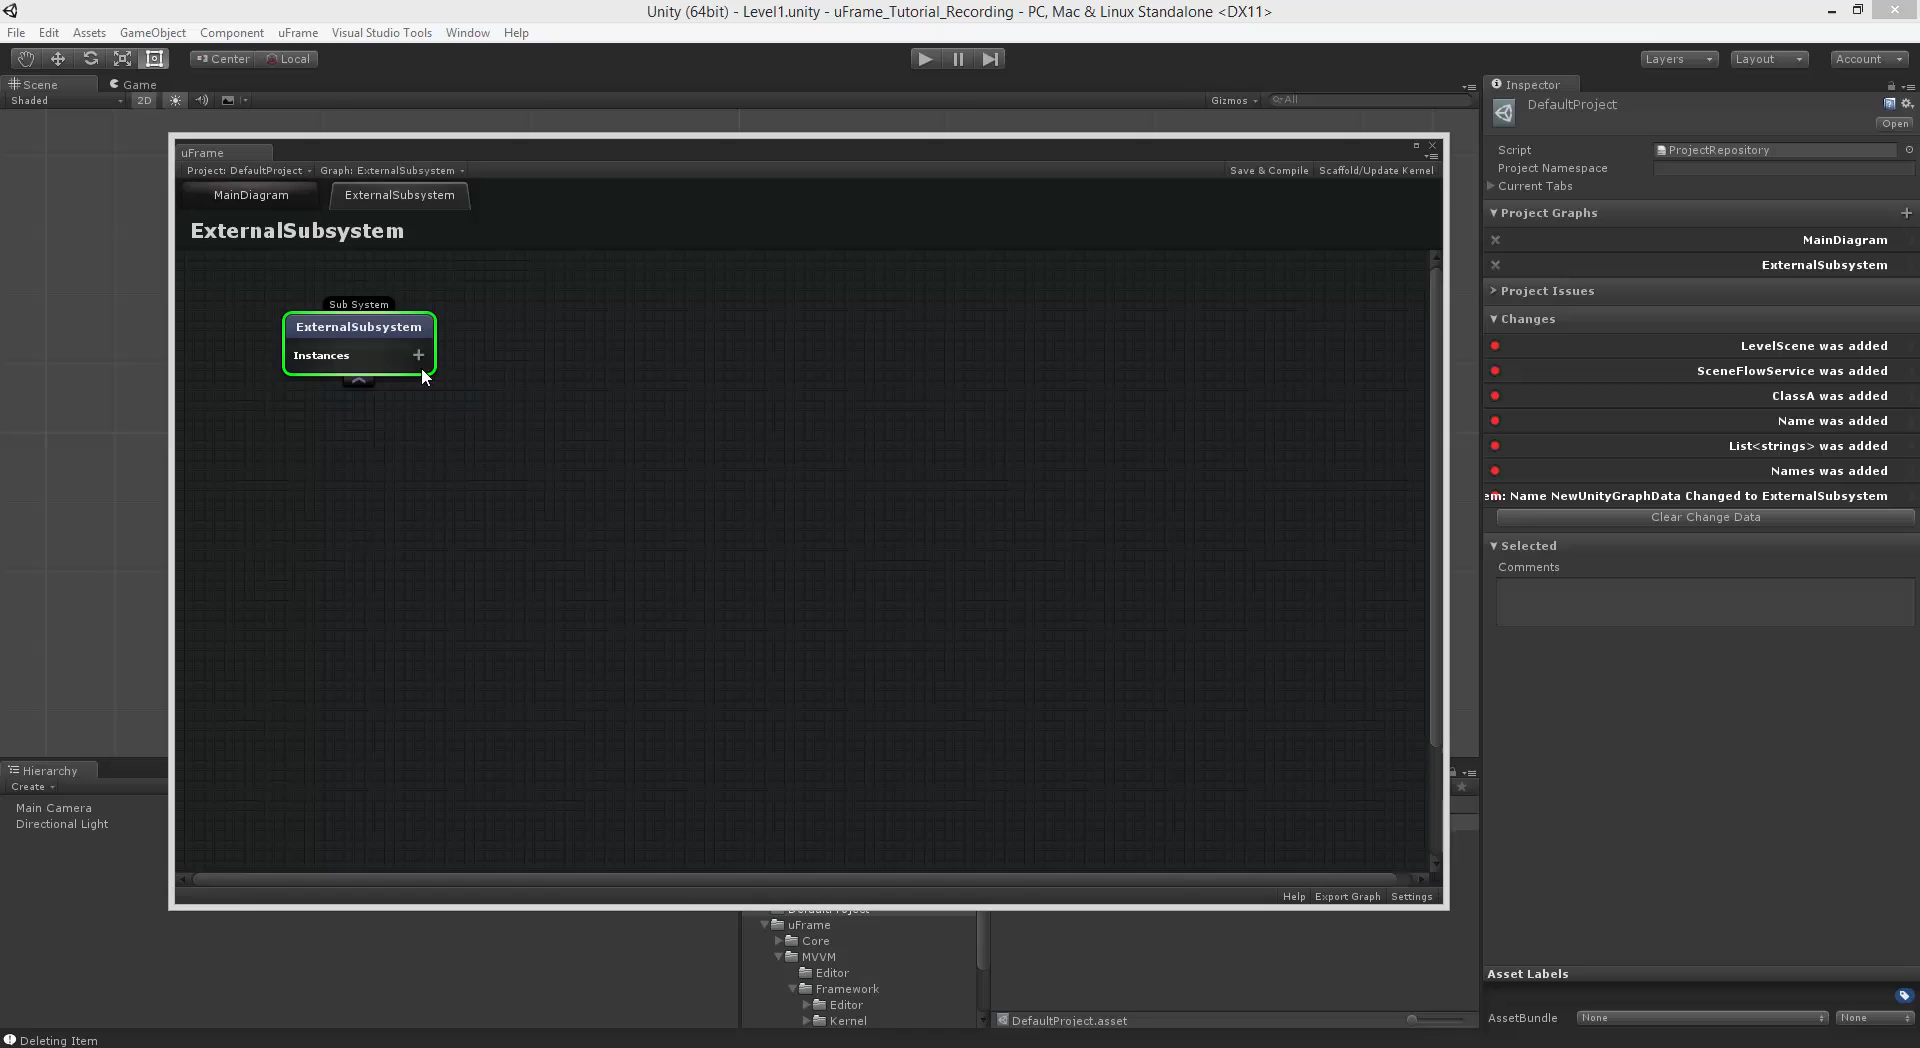 Unity (64bit) - Level1.unity - uFrame_Tutorial_Recording - PC, Mac & Linux Standalone <DX11>
File Edit Assets GameObject Component uFrame Visual Studio Tools Window Help
Center Local
Layers Layout Account
Scene Game
Shaded 2D Gizmos All
uFrame
Project: DefaultProject Graph: ExternalSubsystem Save & Compile Scaffold/Update Kernel
MainDiagram ExternalSubsystem
ExternalSubsystem
Sub System
ExternalSubsystem
Instances
Help Export Graph Settings
Hierarchy
Create
Main Camera
Directional Light
uFrame
Core
MVVM
Editor
Framework
Editor
Kernel
DefaultProject.asset
Deleting Item
Inspector
DefaultProject
Open
Script ProjectRepository
Project Namespace
Current Tabs
Project Graphs
MainDiagram
ExternalSubsystem
Project Issues
Changes
LevelScene was added
SceneFlowService was added
ClassA was added
Name was added
List<strings> was added
Names was added
em: Name NewUnityGraphData Changed to ExternalSubsystem
Clear Change Data
Selected
Comments
Asset Labels
AssetBundle None None